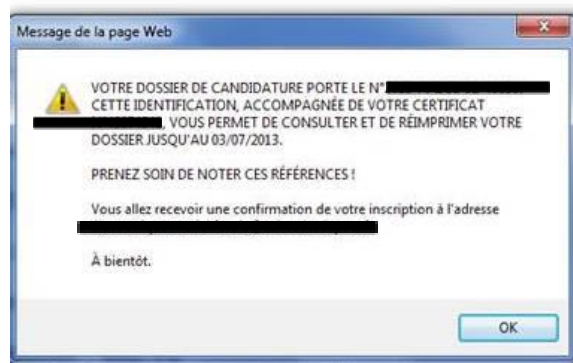 Message de la page Web
VOTRE DOSSIER DE CANDIDATURE PORTE LE N°
CETTE IDENTIFICATION, ACCOMPAGNÉE DE VOTRE CERTIFICAT
, VOUS PERMET DE CONSULTER ET DE RÉIMPRIMER VOTRE
DOSSIER JUSQU'AU 03/07/2013.
PRENEZ SOIN DE NOTER CES RÉFÉRENCES !
Vous allez recevoir une confirmation de votre inscription à l'adresse
À bientôt.
OK